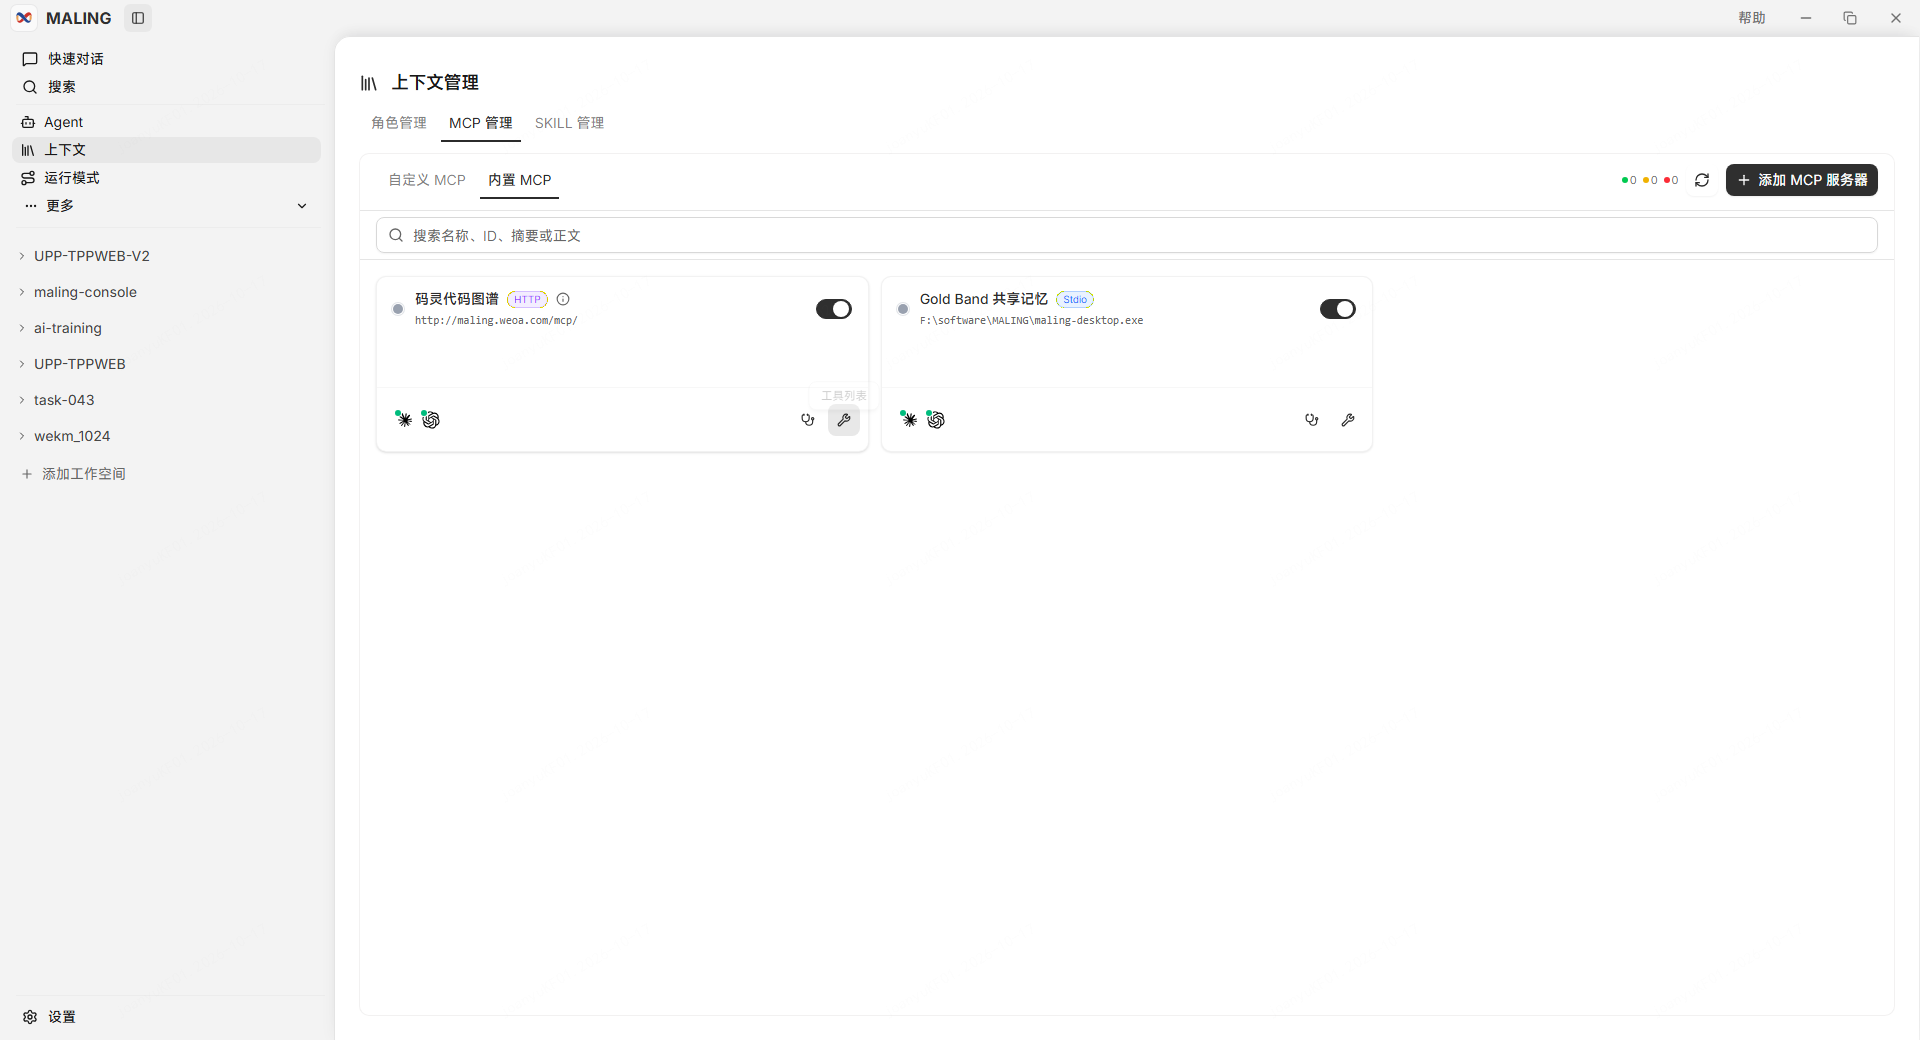 MALING
帮助
快速对话
搜索
Agent
上下文
运行模式
更多
UPP-TPPWEB-V2
maling-console
ai-training
UPP-TPPWEB
task-043
wekm_1024
添加工作空间
设置
上下文管理
角色管理 MCP 管理 SKILL 管理
自定义 MCP 内置 MCP
0 0 0
添加 MCP 服务器
搜索名称、ID、摘要或正文
码灵代码图谱 HTTP
http://maling.weoa.com/mcp/
工具列表
Gold Band 共享记忆 Stdio
F:\software\MALING\maling-desktop.exe